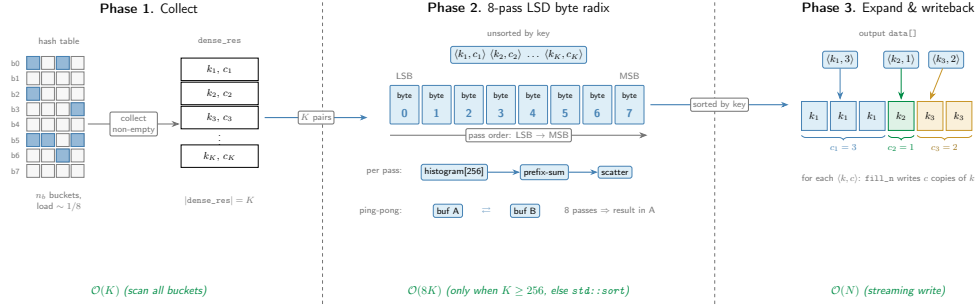 Phase 1. Collect
hash table
b0
b1
b2
b3
b4
b5
b6
b7
n_b buckets,
load ∼ 1/8
collect
non-empty
dense_res
k₁, c₁
k₂, c₂
k₃, c₃
⋮
k_K, c_K
|dense_res| = K
O(K) (scan all buckets)
K pairs
Phase 2. 8-pass LSD byte radix
unsorted by key
⟨k₁, c₁⟩ ⟨k₂, c₂⟩ … ⟨k_K, c_K⟩
LSB MSB
byte byte byte byte byte byte byte byte
0 1 2 3 4 5 6 7
pass order: LSB → MSB
per pass: histogram[256] prefix-sum scatter
ping-pong: buf A ⇄ buf B 8 passes ⇒ result in A
O(8K) (only when K ≥ 256, else std::sort)
sorted by key
Phase 3. Expand & writeback
output data[]
⟨k₁, 3⟩ ⟨k₂, 1⟩ ⟨k₃, 2⟩
k₁ k₁ k₁ k₂ k₃ k₃
c₁ = 3 c₂ = 1 c₃ = 2
for each ⟨k, c⟩: fill_n writes c copies of k
O(N) (streaming write)